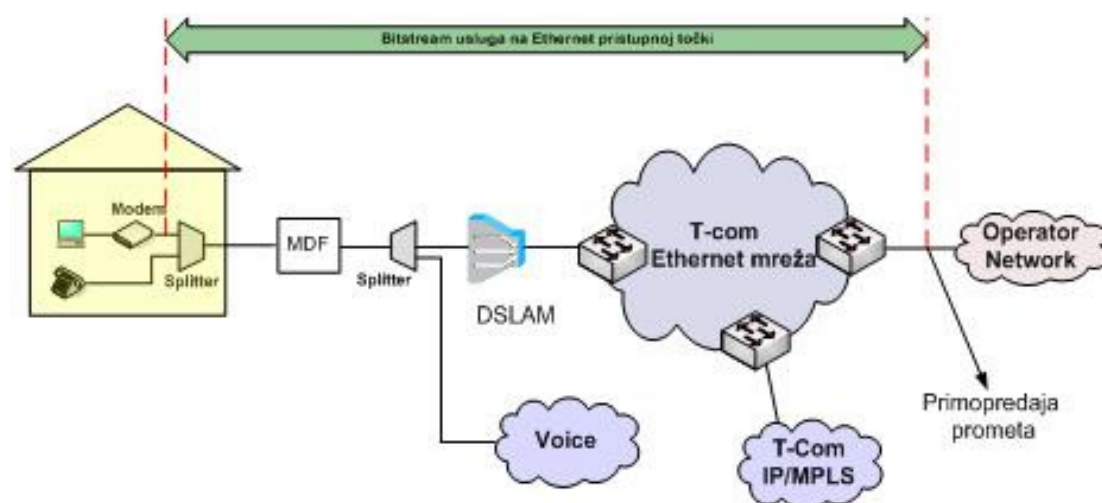 Bitstream usluga na Ethernet pristupnoj točki
Modem
Splitter
MDF
Splitter
DSLAM
T-com
Ethernet mreža
Operator
Network
Voice
T-Com
IP/MPLS
Primopredaja
prometa